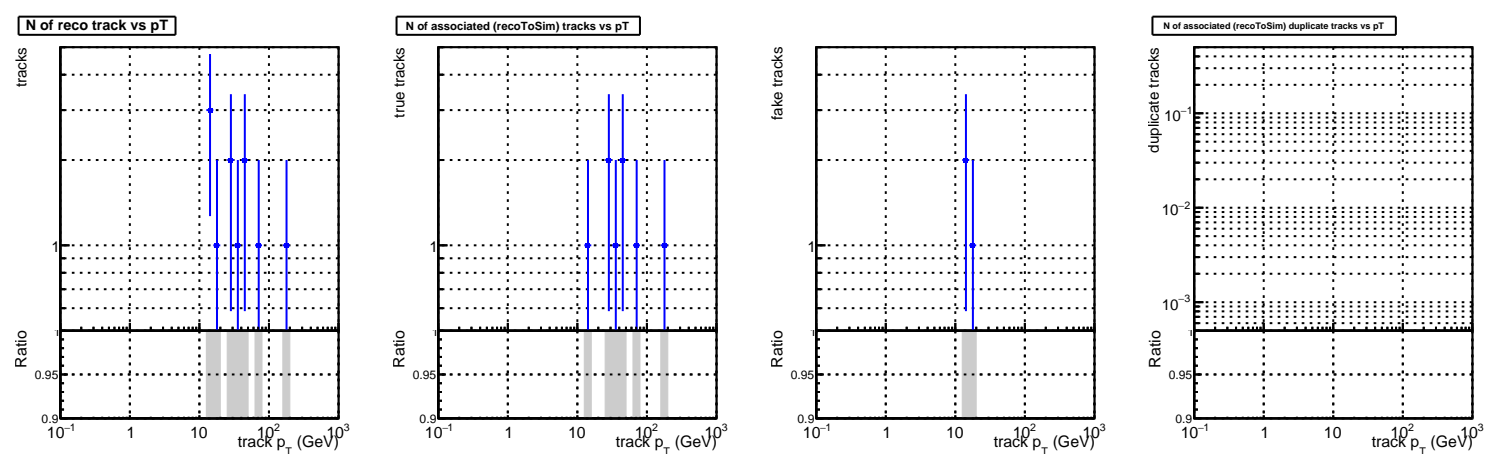 N of reco track vs pT
N of associated (recoToSim) tracks vs pT
N of associated (recoToSim) duplicate tracks vs pT
tracks
1
Ratio
1
0.95
0.9
10⁻¹ 1 10 10² 10³
track p_T (GeV)
true tracks
1
Ratio
1
0.95
0.9
10⁻¹ 1 10 10² 10³
track p_T (GeV)
fake tracks
1
Ratio
1
0.95
0.9
10⁻¹ 1 10 10² 10³
track p_T (GeV)
duplicate tracks
10⁻¹
10⁻²
10⁻³
Ratio
1
0.95
0.9
10⁻¹ 1 10 10² 10³
track p_T (GeV)